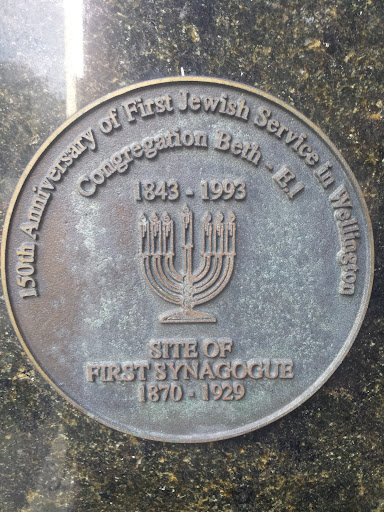 150th Anniversary of First Jewish Service in Wellington
Congregation Beth - El
1843 - 1993
SITE OF
FIRST SYNAGOGUE
1870 - 1929